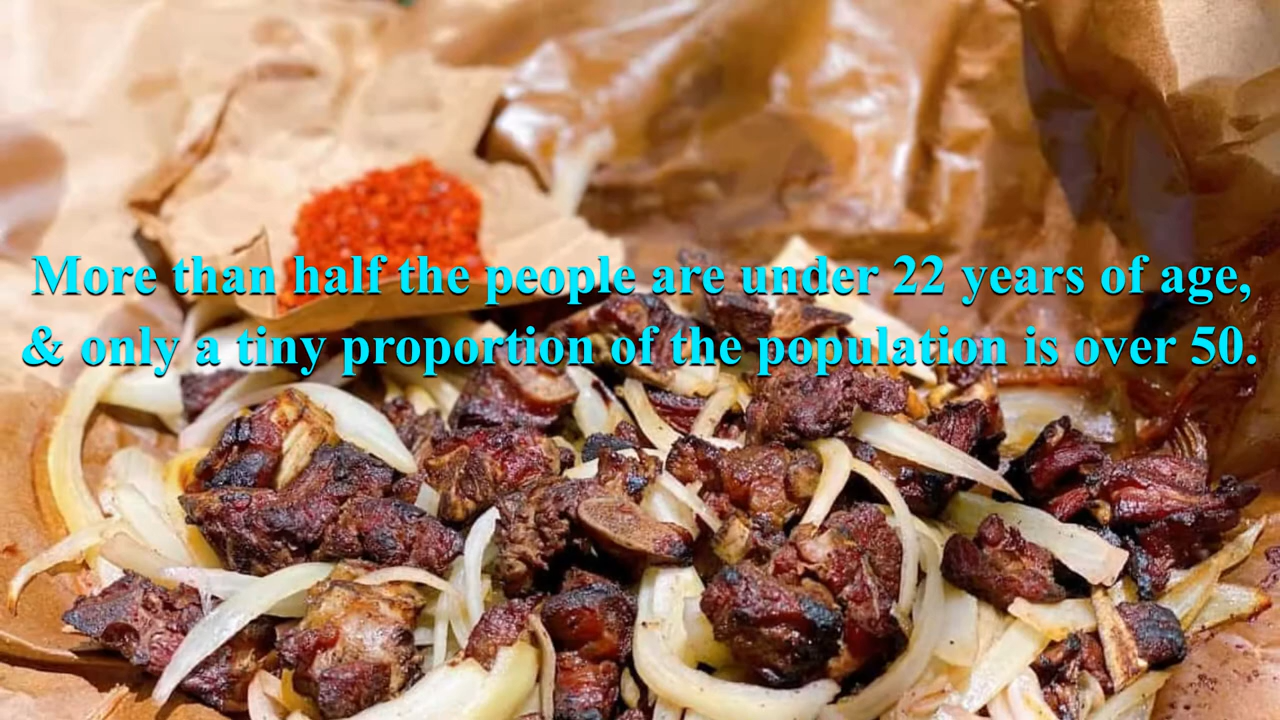 More than half the people are under 22 years of age,
& only a tiny proportion of the population is over 50.